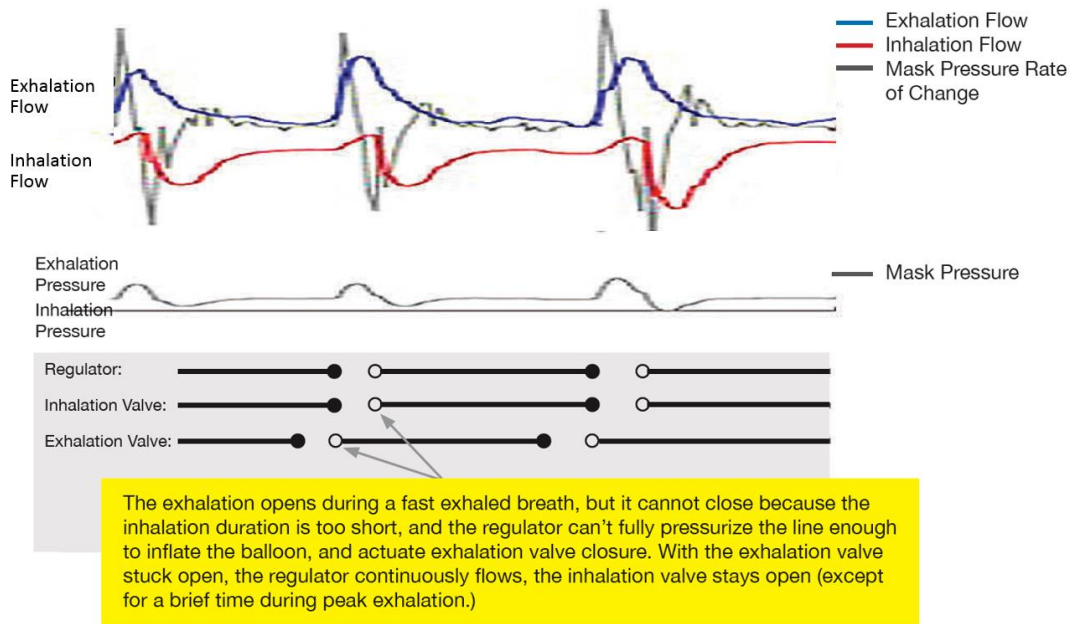 Exhalation Flow
Inhalation Flow
Mask Pressure Rate
of Change
Exhalation
Flow
Inhalation
Flow
Exhalation
Pressure
Inhalation
Pressure
Mask Pressure
Regulator:
Inhalation Valve:
Exhalation Valve:
The exhalation opens during a fast exhaled breath, but it cannot close because the
inhalation duration is too short, and the regulator can’t fully pressurize the line enough
to inflate the balloon, and actuate exhalation valve closure. With the exhalation valve
stuck open, the regulator continuously flows, the inhalation valve stays open (except
for a brief time during peak exhalation.)